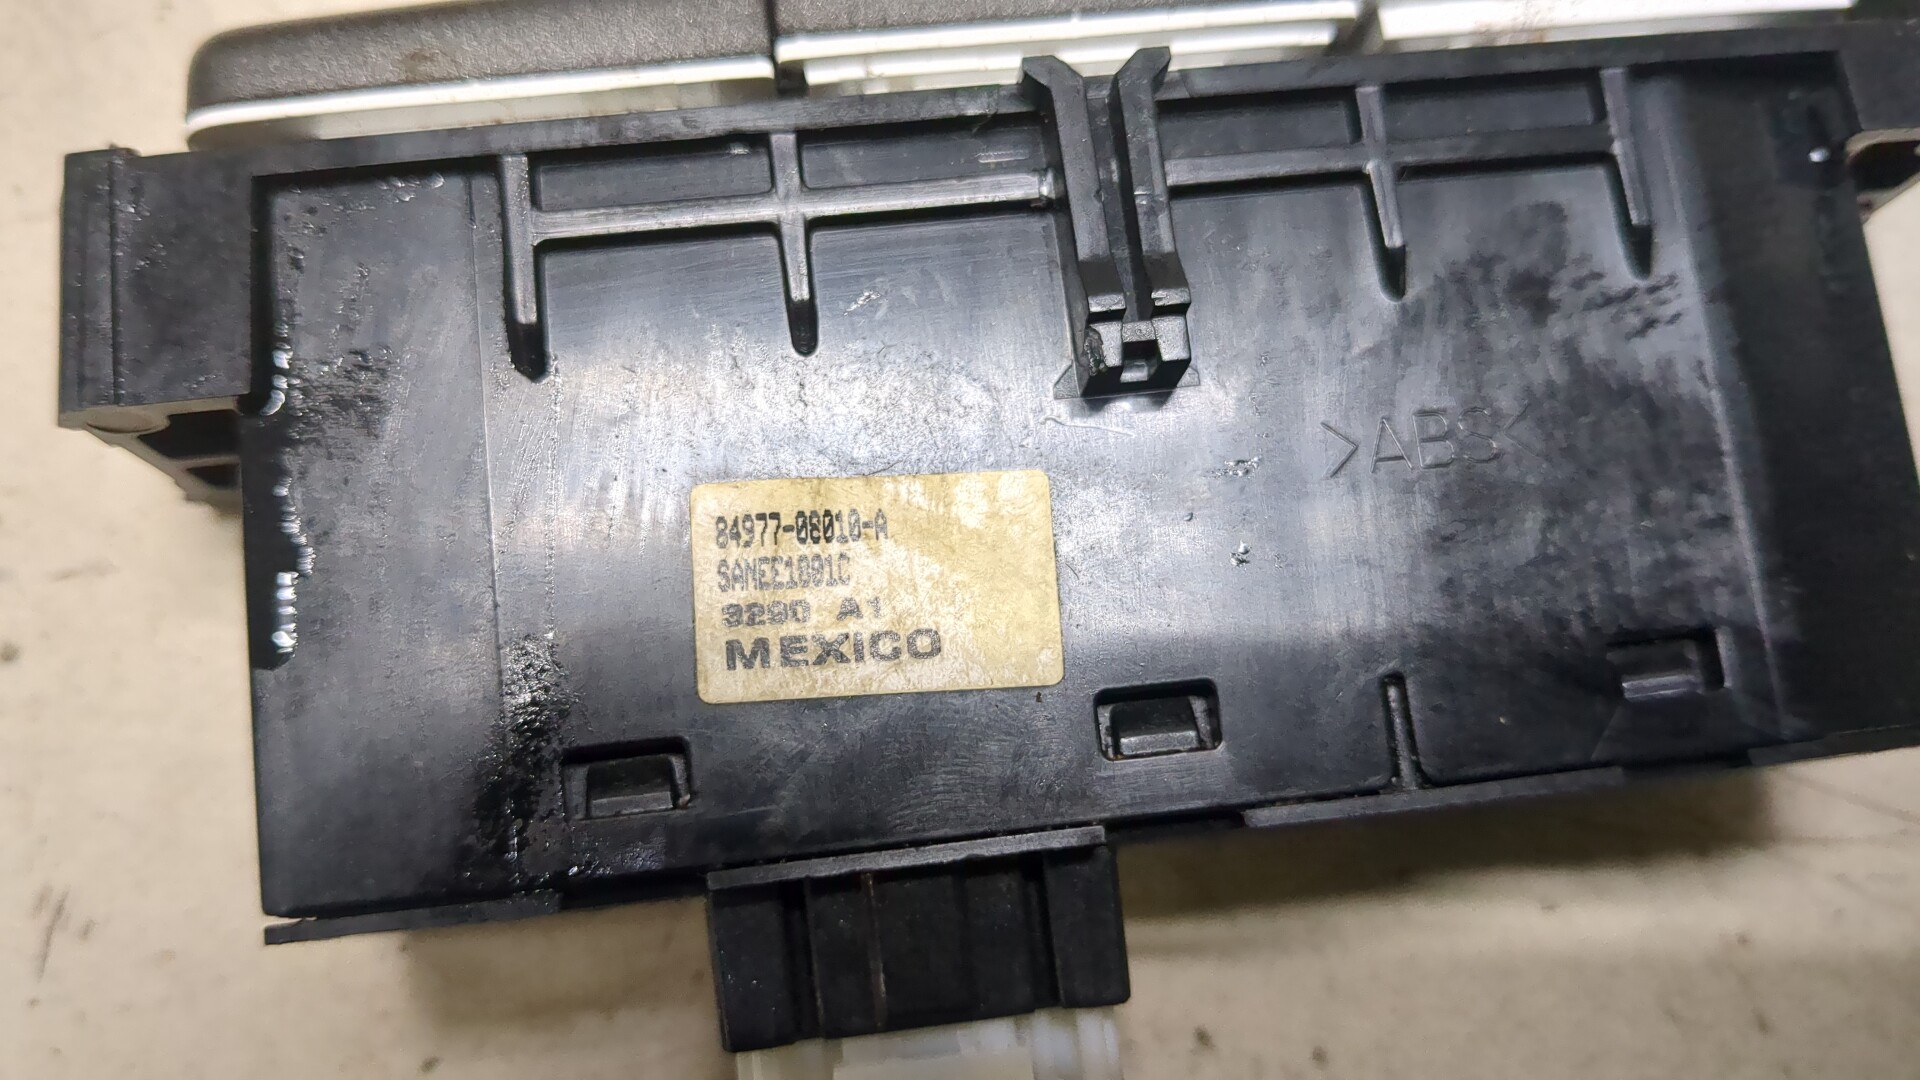 >ABS<
84977-08010-A
SAMEE1001C
3290 A1
MEXICO